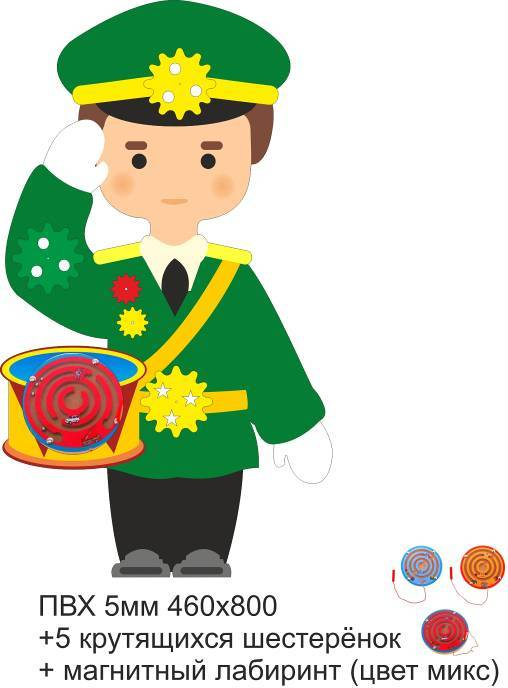 ПВХ 5мм 460х800
+5 крутящихся шестерёнок
+ магнитный лабиринт (цвет микс)